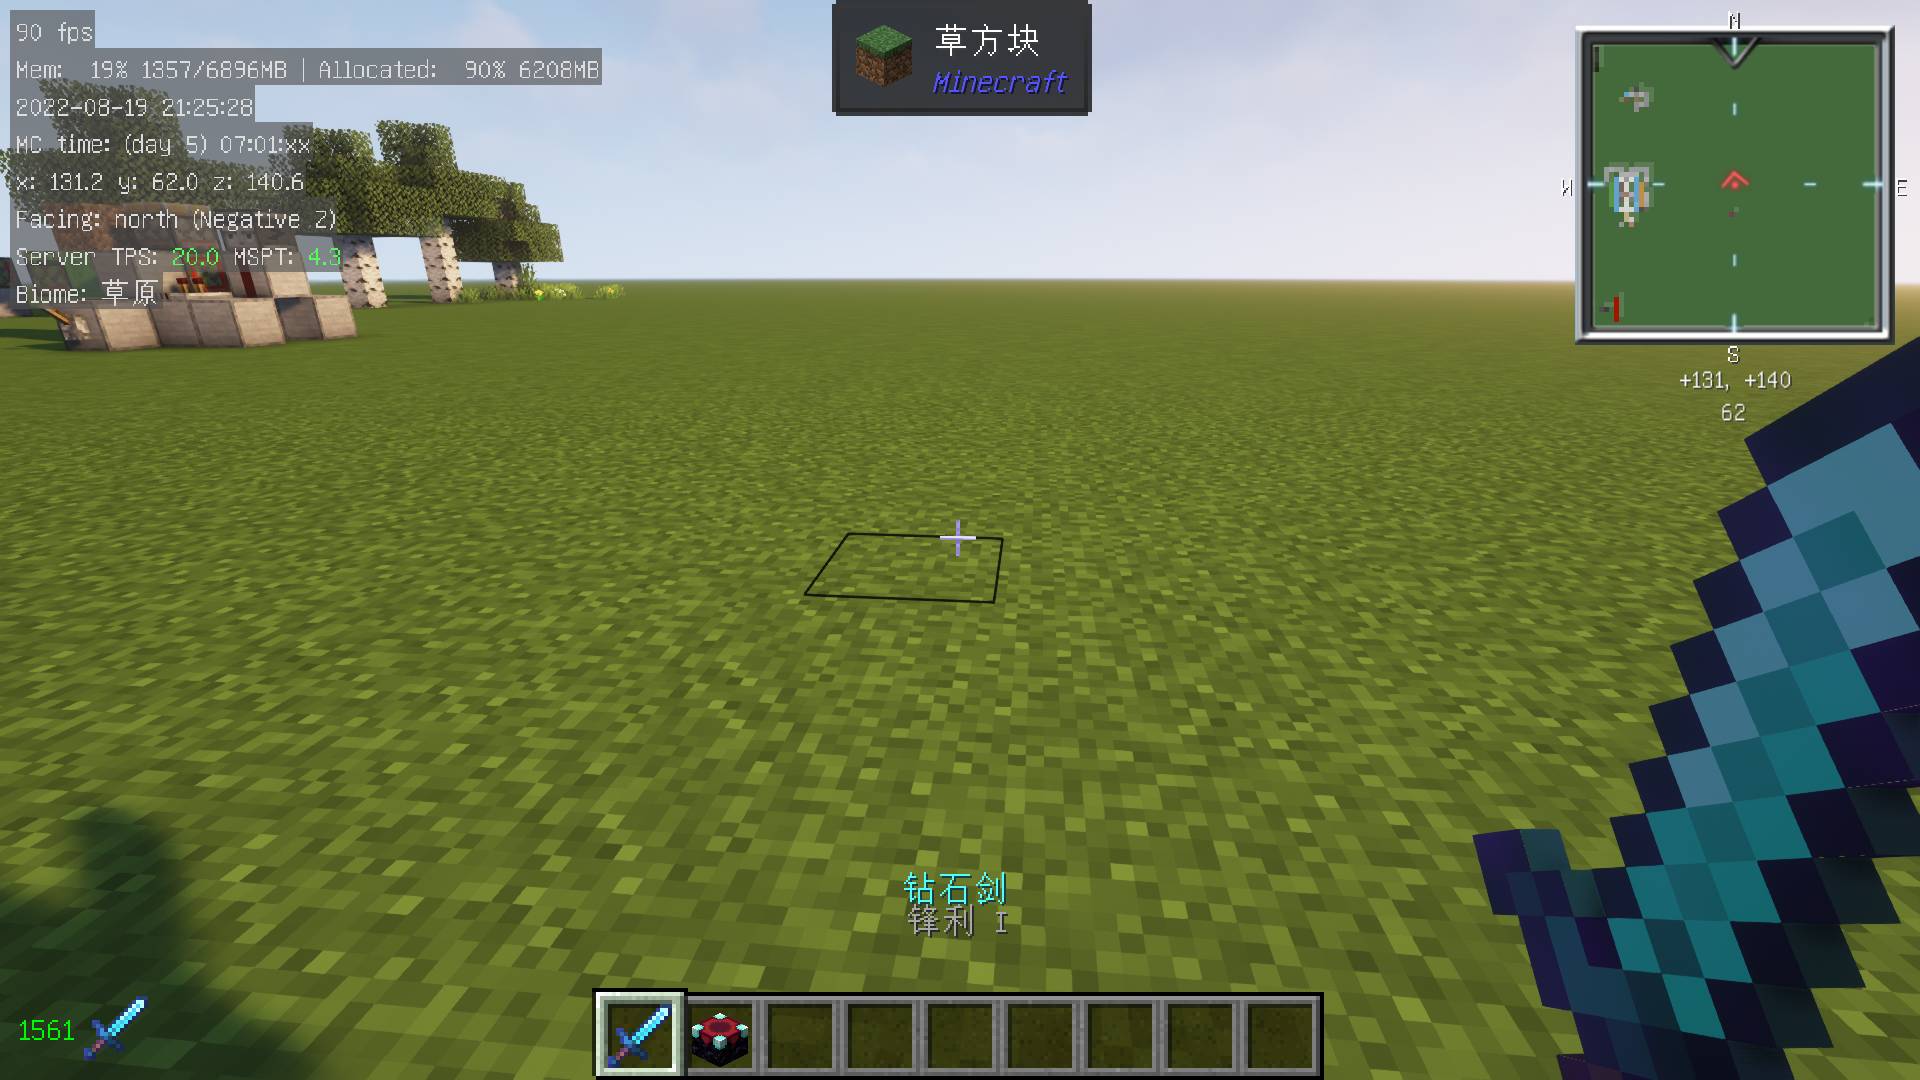 90 fps
Mem: 19% 1357/6896MB | Allocated: 90% 6208MB
2022-08-19 21:25:28
MC time: (day 5) 07:01:xx
x: 131.2 y: 62.0 z: 140.6
Facing: north (Negative Z)
Server TPS: 20.0 MSPT: 4.3
Biome: 草原
草方块
Minecraft
N
W
E
S
+131, +140
62
钻石剑
锋利 I
1561